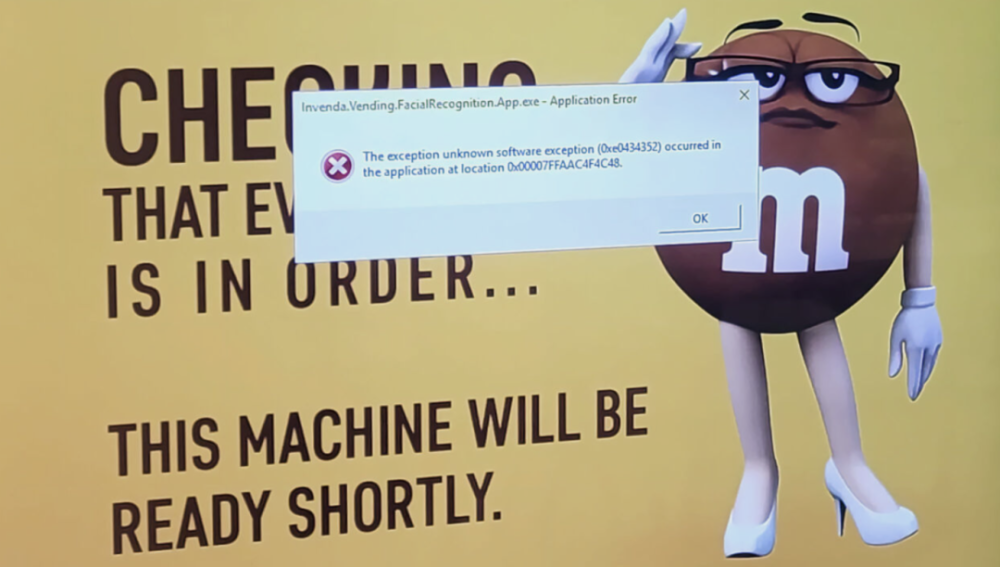 CHECKING
Invenda.Vending.FacialRecognition.App.exe - Application Error
The exception unknown software exception (0xe0434352) occurred in
the application at location 0x00007FFAAC4F4C48.
OK
THAT EV
IS IN ORDER...
THIS MACHINE WILL BE
READY SHORTLY.
m